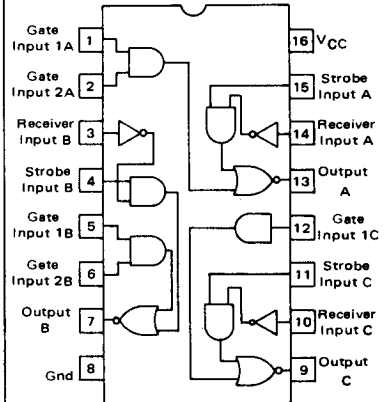 Gate
Input 1A
1
Gate
Input 2A
2
Receiver
Input B
3
Strobe
Input B
4
Gate
Input 1B
5
Gete
Input 2B
6
Output
B
7
Gnd
8
16
VCC
15
Strobe
Input A
14
Receiver
Input A
13
Output
A
12
Gate
Input 1C
11
Strobe
Input C
10
Receiver
Input C
9
Output
C